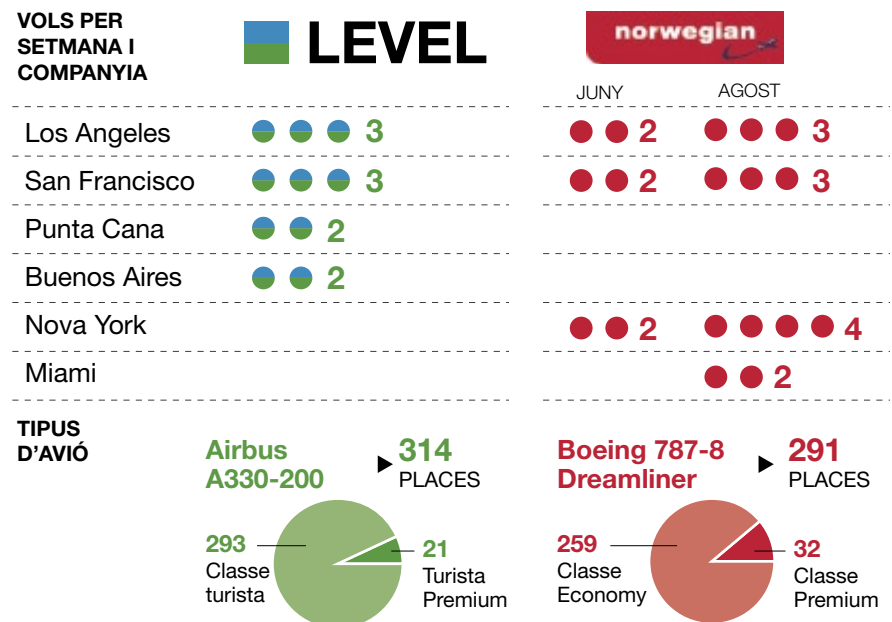 VOLS PER
SETMANA I
COMPANYIA
LEVEL
norwegian
JUNY
AGOST
Los Angeles 3 2 3
San Francisco 3 2 3
Punta Cana 2
Buenos Aires 2
Nova York 2 4
Miami 2
TIPUS
D'AVIÓ
Airbus
A330-200
314
PLACES
293
Classe
turista
21
Turista
Premium
Boeing 787-8
Dreamliner
291
PLACES
259
Classe
Economy
32
Classe
Premium